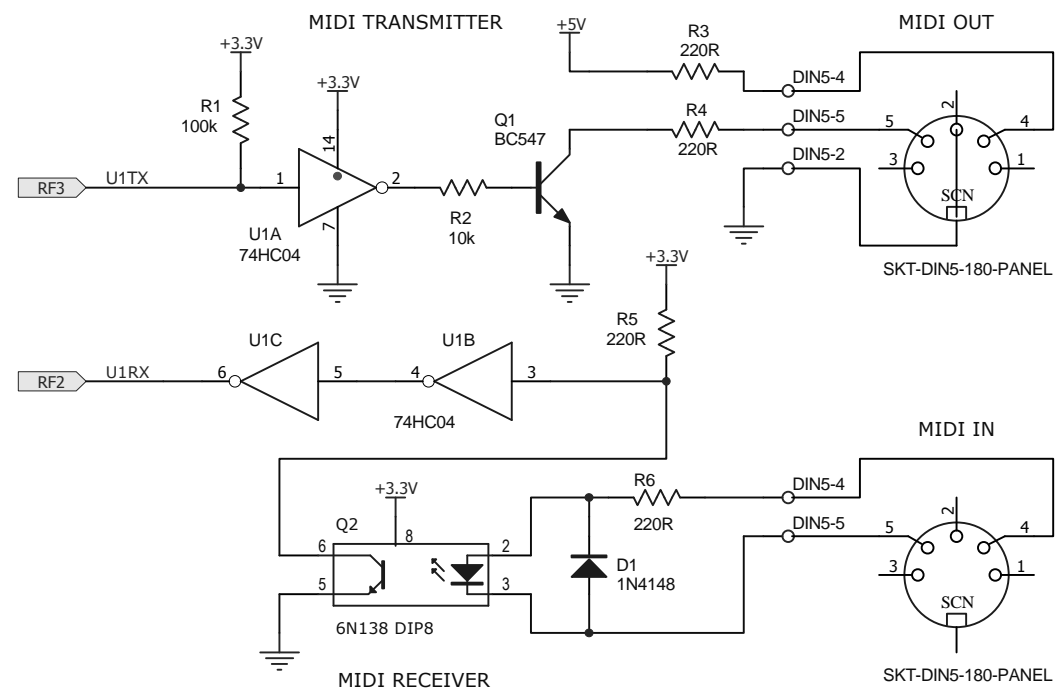 MIDI TRANSMITTER
+5V
MIDI OUT
+3.3V
R3
220R
+3.3V
DIN5-4
R1
100k
Q1
BC547
R4
220R
DIN5-5
2
5
4
14
DIN5-2
3
1
RF3
U1TX
1
2
SCN
R2
10k
7
U1A
74HC04
SKT-DIN5-180-PANEL
+3.3V
R5
220R
U1C
U1B
RF2
U1RX
6
5
4
3
74HC04
MIDI IN
+3.3V
R6
220R
DIN5-4
Q2
8
DIN5-5
2
5
4
6
2
3
1
D1
1N4148
5
3
SCN
6N138 DIP8
MIDI RECEIVER
SKT-DIN5-180-PANEL